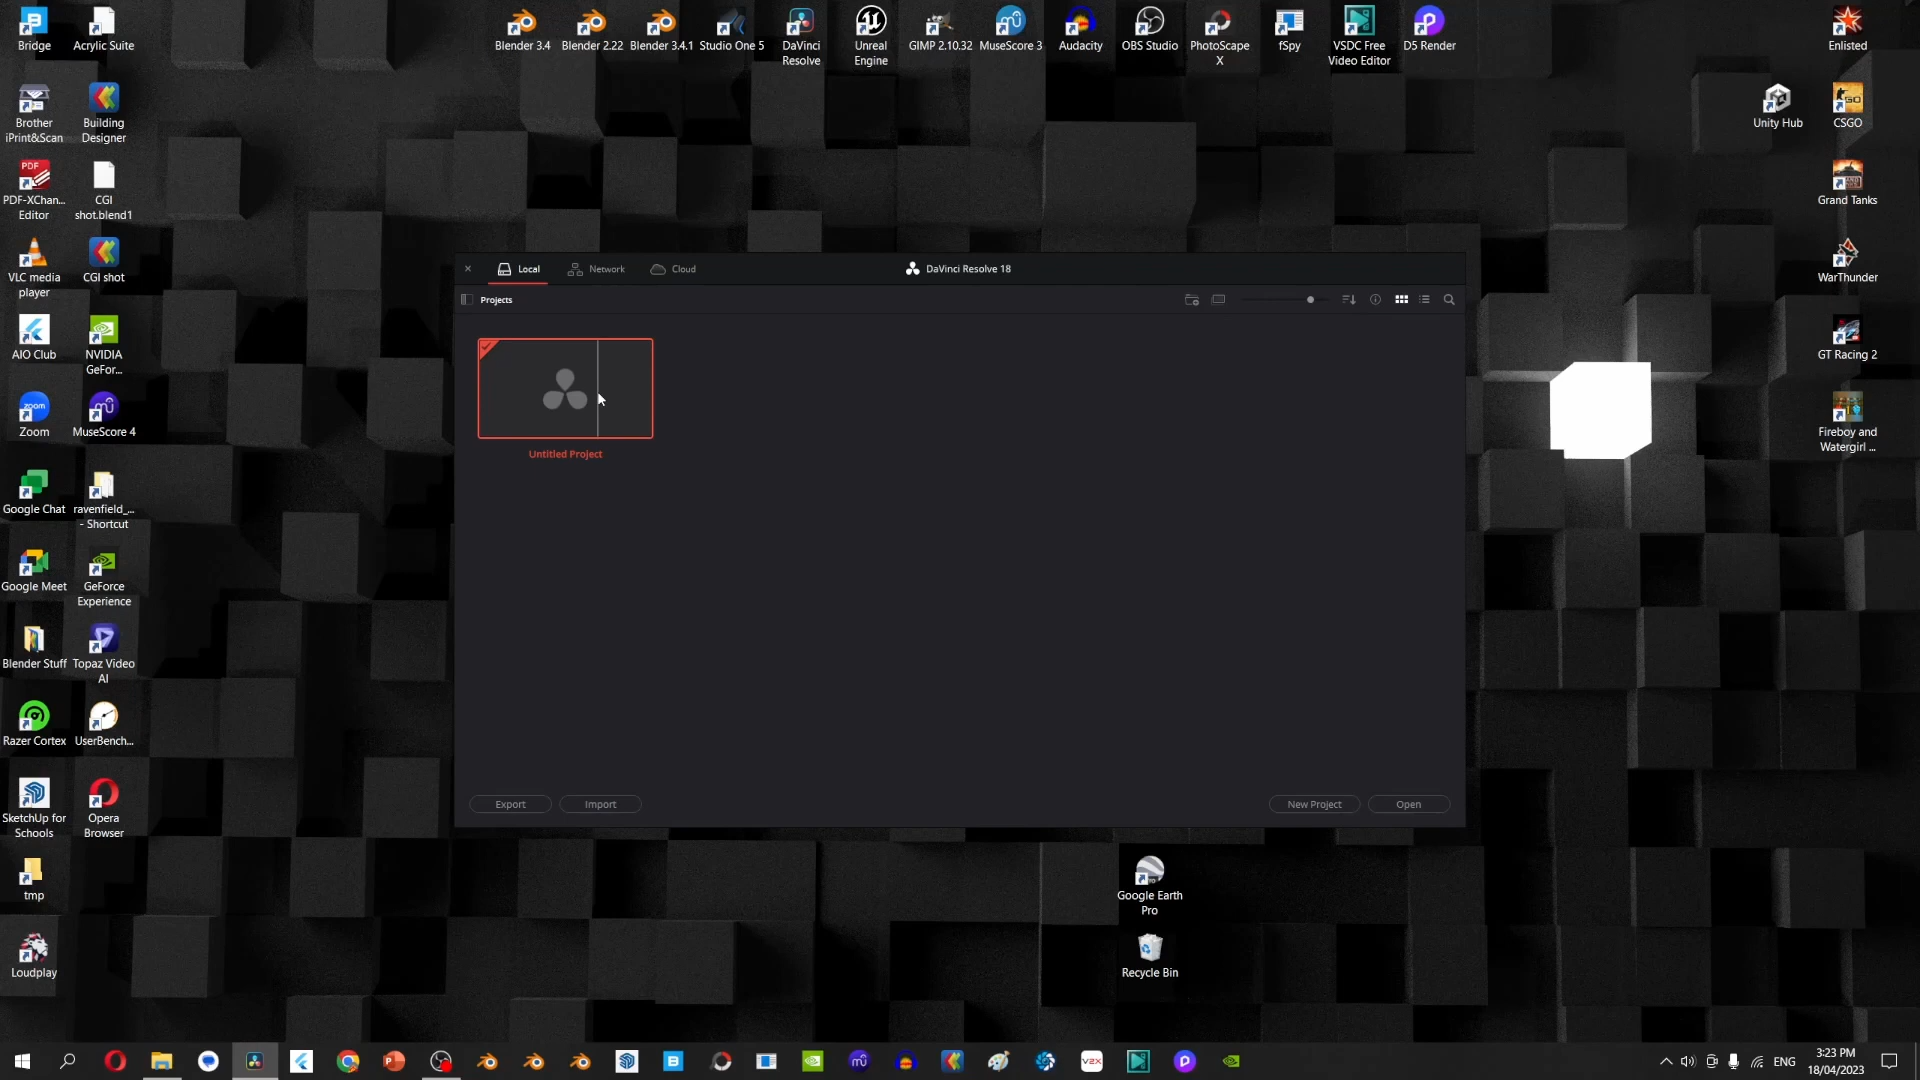 Bridge
Acrylic Suite
Blender 3.4
Blender 2.22
Blender 3.4.1
Studio One 5
DaVinci
Resolve
Unreal
Engine
GIMP 2.10.32
MuseScore 3
Audacity
OBS Studio
PhotoScape
X
fSpy
VSDC Free
Video Editor
D5 Render
Enlisted
Brother
iPrint&Scan
Building
Designer
Unity Hub
CSGO
PDF-XChan...
Editor
CGI
shot.blend1
Grand Tanks
VLC media
player
CGI shot
WarThunder
AIO Club
NVIDIA
GeFor...
GT Racing 2
Zoom
MuseScore 4
Fireboy and
Watergirl ...
Google Chat
ravenfield_...
- Shortcut
Google Meet
GeForce
Experience
Blender Stuff
Topaz Video
AI
Razer Cortex
UserBench...
SketchUp for
Schools
Opera
Browser
tmp
Loudplay
Local
Network
Cloud
DaVinci Resolve 18
Projects
Untitled Project
Export
Import
New Project
Open
Google Earth
Pro
Recycle Bin
ENG
3:23 PM
18/04/2023